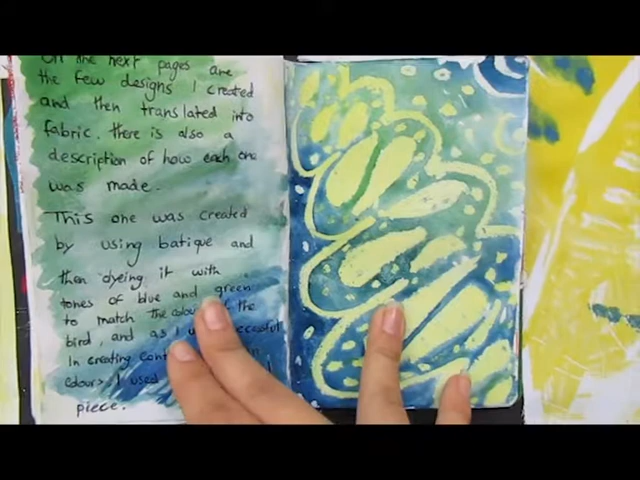 On the next pages are
the few designs I created
and then translated into
fabric. there is also a
description of how each one
was made.
This one was created
by using batique and
then dyeing it with
tones of blue and green
to match the colou of the
bird, and as I w
in creating cont
colours. I used
piece.